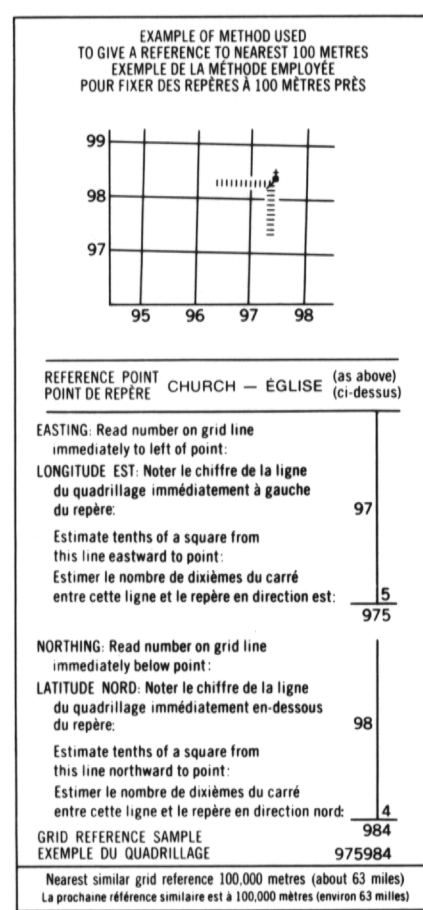 EXAMPLE OF METHOD USED
TO GIVE A REFERENCE TO NEAREST 100 METRES
EXEMPLE DE LA MÉTHODE EMPLOYÉE
POUR FIXER DES REPÈRES À 100 MÈTRES PRÈS
99
98
97
95 96 97 98
REFERENCE POINT CHURCH — ÉGLISE (as above)
POINT DE REPÈRE (ci-dessus)
EASTING: Read number on grid line
immediately to left of point:
LONGITUDE EST: Noter le chiffre de la ligne
du quadrillage immédiatement à gauche
du repère: 97
Estimate tenths of a square from
this line eastward to point:
Estimer le nombre de dixièmes du carré
entre cette ligne et le repère en direction est: 5
975
NORTHING: Read number on grid line
immediately below point:
LATITUDE NORD: Noter le chiffre de la ligne
du quadrillage immédiatement en-dessous
du repère: 98
Estimate tenths of a square from
this line northward to point:
Estimer le nombre de dixièmes du carré
entre cette ligne et le repère en direction nord: 4
984
GRID REFERENCE SAMPLE
EXEMPLE DU QUADRILLAGE 975984
Nearest similar grid reference 100,000 metres (about 63 miles)
La prochaine référence similaire est à 100,000 mètres (environ 63 milles)